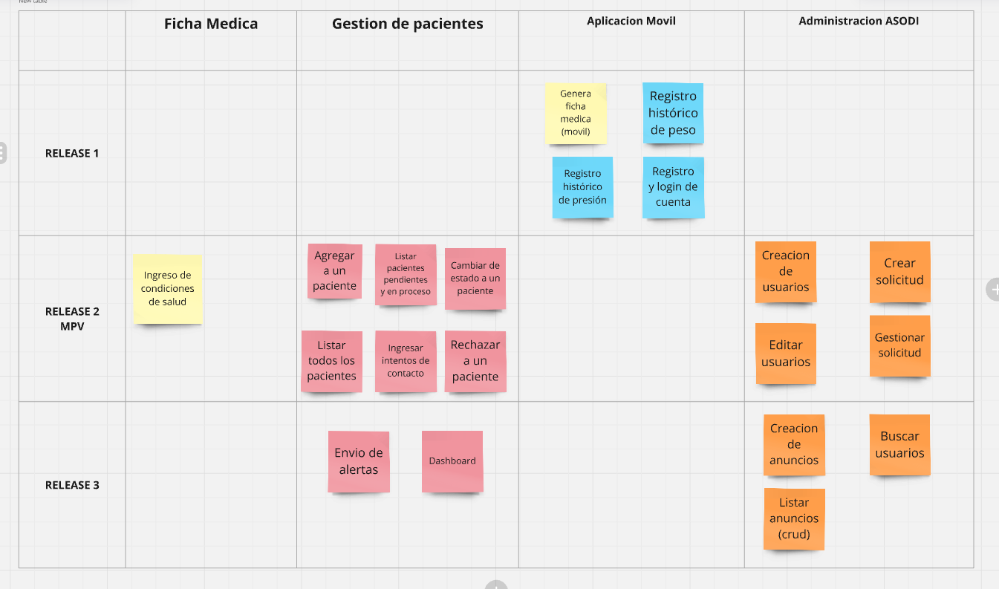 New table
Ficha Medica
Gestion de pacientes
Aplicacion Movil
Administracion ASODI
RELEASE 1
Genera
ficha
medica
(movil)
Registro
histórico
de peso
Registro
histórico
de presión
Registro
y login de
cuenta
RELEASE 2
MPV
Ingreso de
condiciones
de salud
Agregar
a un
paciente
Listar
pacientes
pendientes
y en proceso
Cambiar de
estado a un
paciente
Listar
todos los
pacientes
Ingresar
intentos de
contacto
Rechazar
a un
paciente
Creacion
de
usuarios
Crear
solicitud
Editar
usuarios
Gestionar
solicitud
RELEASE 3
Envio de
alertas
Dashboard
Creacion
de
anuncios
Buscar
usuarios
Listar
anuncios
(crud)